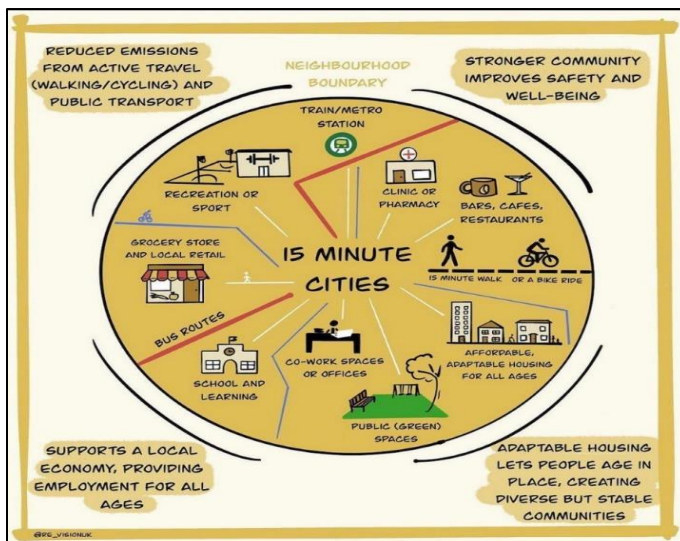 REDUCED EMISSIONS
FROM ACTIVE TRAVEL
(WALKING/CYCLING) AND
PUBLIC TRANSPORT
NEIGHBOURHOOD
BOUNDARY
STRONGER COMMUNITY
IMPROVES SAFETY AND
WELL-BEING
TRAIN/METRO
STATION
RECREATION OR
SPORT
CLINIC OR
PHARMACY
BARS, CAFES,
RESTAURANTS
GROCERY STORE
AND LOCAL RETAIL
15 MINUTE
CITIES
15 MINUTE WALK OR A BIKE RIDE
BUS ROUTES
SCHOOL AND
LEARNING
CO-WORK SPACES
OR OFFICES
PUBLIC (GREEN)
SPACES
AFFORDABLE,
ADAPTABLE HOUSING
FOR ALL AGES
SUPPORTS A LOCAL
ECONOMY, PROVIDING
EMPLOYMENT FOR ALL
AGES
ADAPTABLE HOUSING
LETS PEOPLE AGE IN
PLACE, CREATING
DIVERSE BUT STABLE
COMMUNITIES
@RE_VISIONUK